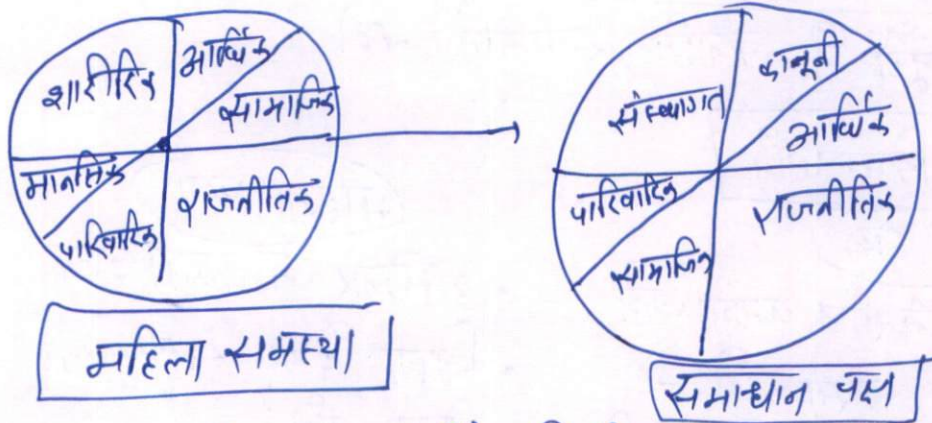 शारीरिक
आर्थिक
सामाजिक
मानसिक
पारिवारिक
राजनीतिक
महिला समस्या
संस्थागत
कानूनी
आर्थिक
पारिवारिक
सामाजिक
राजनीतिक
समाधान पक्ष